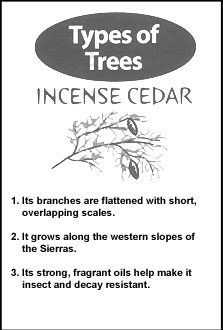 Types of
Trees
INCENSE CEDAR
1. Its branches are flattened with short,
overlapping scales.
2. It grows along the western slopes of
the Sierras.
3. Its strong, fragrant oils help make it
insect and decay resistant.